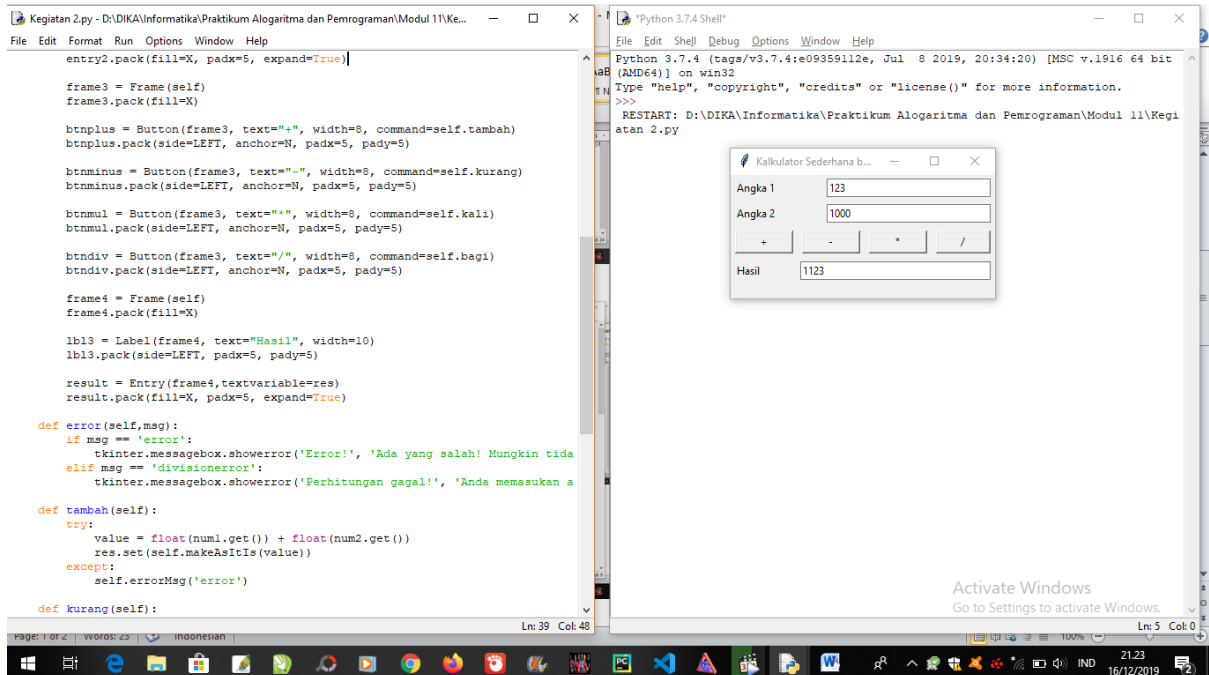 Kegiatan 2.py - D:\DIKA\Informatika\Praktikum Alogaritma dan Pemrograman\Modul 11\Ke...
File Edit Format Run Options Window Help
        entry2.pack(fill=X, padx=5, expand=True)
        frame3 = Frame(self)
        frame3.pack(fill=X)
        btnplus = Button(frame3, text="+", width=8, command=self.tambah)
        btnplus.pack(side=LEFT, anchor=N, padx=5, pady=5)
        btnminus = Button(frame3, text="-", width=8, command=self.kurang)
        btnminus.pack(side=LEFT, anchor=N, padx=5, pady=5)
        btnmul = Button(frame3, text="*", width=8, command=self.kali)
        btnmul.pack(side=LEFT, anchor=N, padx=5, pady=5)
        btndiv = Button(frame3, text="/", width=8, command=self.bagi)
        btndiv.pack(side=LEFT, anchor=N, padx=5, pady=5)
        frame4 = Frame(self)
        frame4.pack(fill=X)
        lbl3 = Label(frame4, text="Hasil", width=10)
        lbl3.pack(side=LEFT, padx=5, pady=5)
        result = Entry(frame4,textvariable=res)
        result.pack(fill=X, padx=5, expand=True)
    def error(self,msg):
        if msg == 'error':
            tkinter.messagebox.showerror('Error!', 'Ada yang salah! Mungkin tida
        elif msg == 'divisionerror':
            tkinter.messagebox.showerror('Perhitungan gagal!', 'Anda memasukan a
    def tambah(self):
        try:
            value = float(num1.get()) + float(num2.get())
            res.set(self.makeAsItIs(value))
        except:
            self.errorMsg('error')
    def kurang(self):
Ln: 39 Col: 48
*Python 3.7.4 Shell*
File Edit Shell Debug Options Window Help
Python 3.7.4 (tags/v3.7.4:e09359112e, Jul  8 2019, 20:34:20) [MSC v.1916 64 bit
(AMD64)] on win32
Type "help", "copyright", "credits" or "license()" for more information.
>>>
 RESTART: D:\DIKA\Informatika\Praktikum Alogaritma dan Pemrograman\Modul 11\Kegi
atan 2.py
Kalkulator Sederhana b...
Angka 1 123
Angka 2 1000
+ - * /
Hasil 1123
Activate Windows
Go to Settings to activate Windows.
Ln: 5 Col: 0
Page: 1 of 2 Words: 23 Indonesian 100%
IND
21.23
16/12/2019